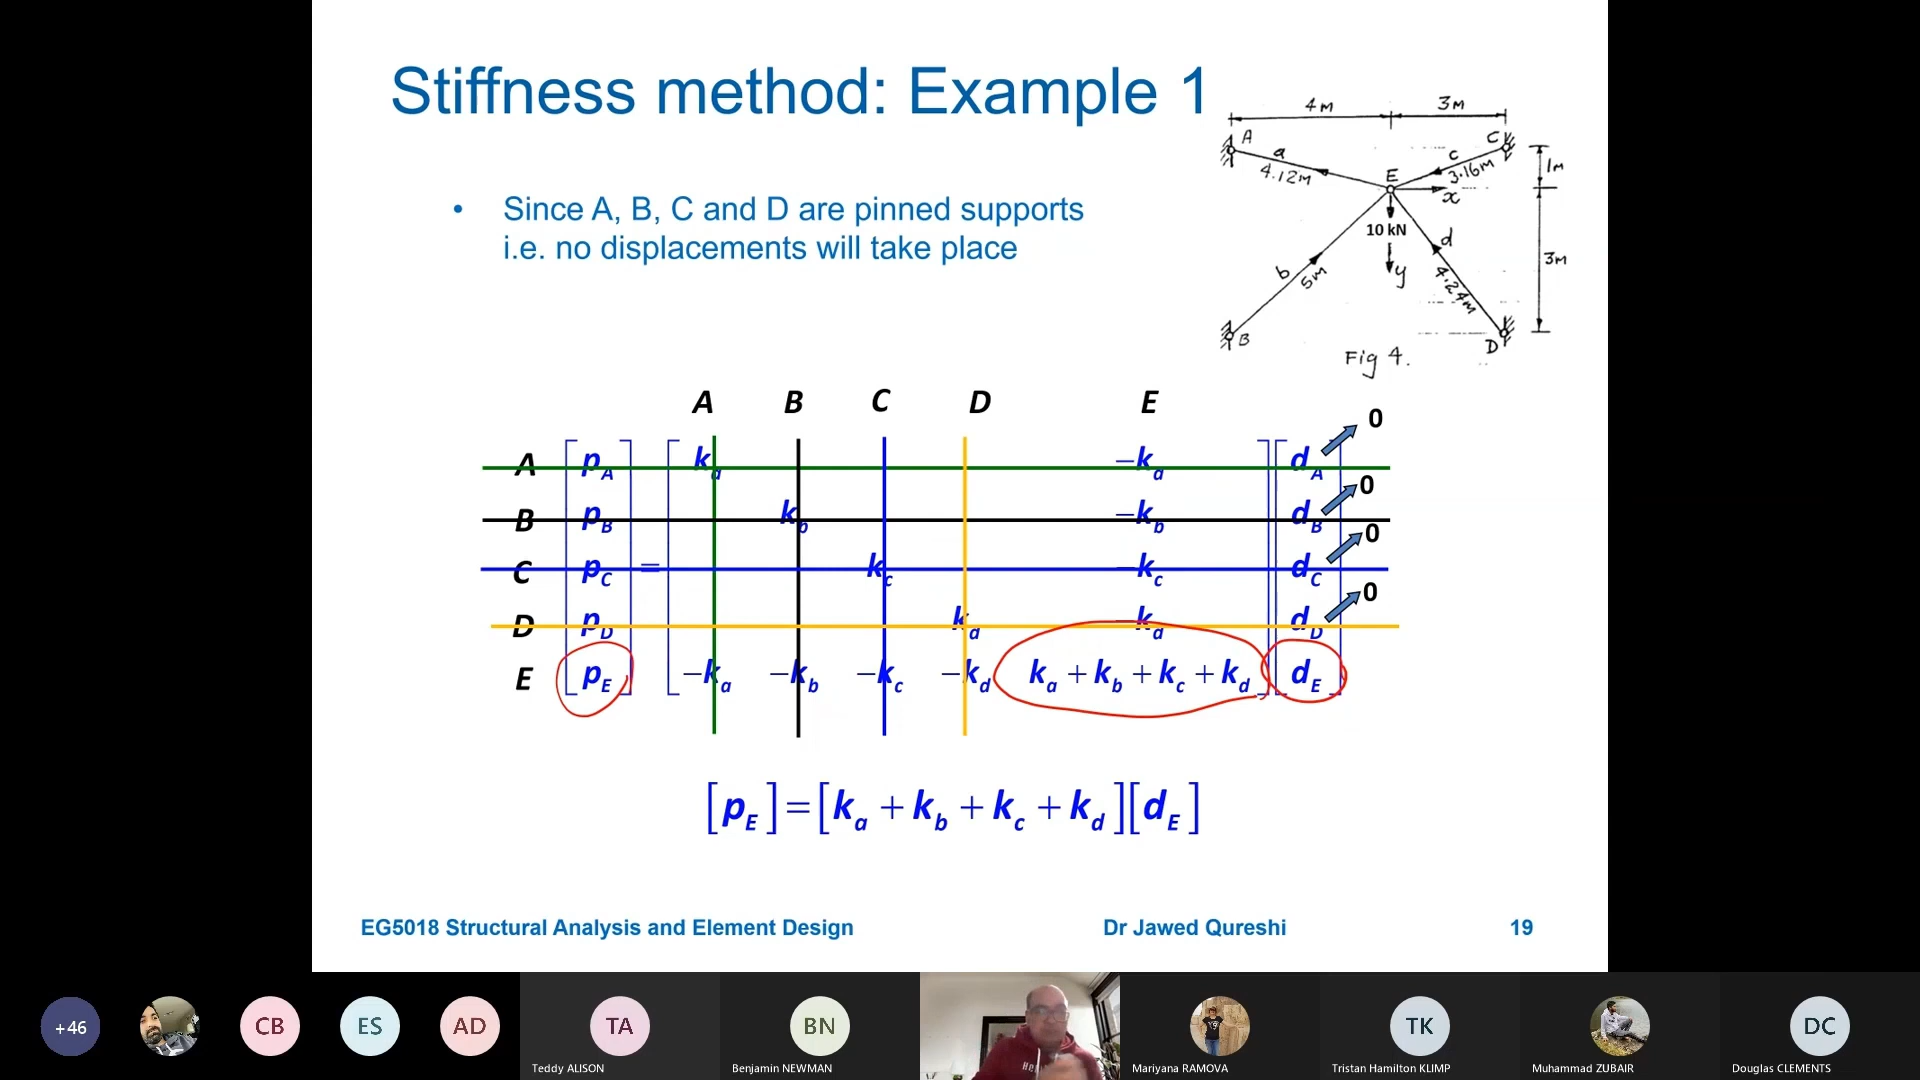 Stiffness method: Example 1
• Since A, B, C and D are pinned supports
i.e. no displacements will take place
4m 3m
A a 4.12m
C c 3.16m
1m
E x
10 kN
y
d 4.24m
3m
b 5m
B
D
Fig 4.
A B C D E
0
A [p_A] [k_a −k_a] [d_A]
0
B p_B k_b −k_b d_B
0
C p_C = k_c −k_c d_C
0
D p_D k_d −k_d d_D
E p_E −k_a −k_b −k_c −k_d k_a + k_b + k_c + k_d d_E
[p_E] = [k_a + k_b + k_c + k_d][d_E]
EG5018 Structural Analysis and Element Design Dr Jawed Qureshi 19
+46 CB ES AD TA BN TK DC
Teddy ALISON Benjamin NEWMAN Mariyana RAMOVA Tristan Hamilton KLIMP Muhammad ZUBAIR Douglas CLEMENTS